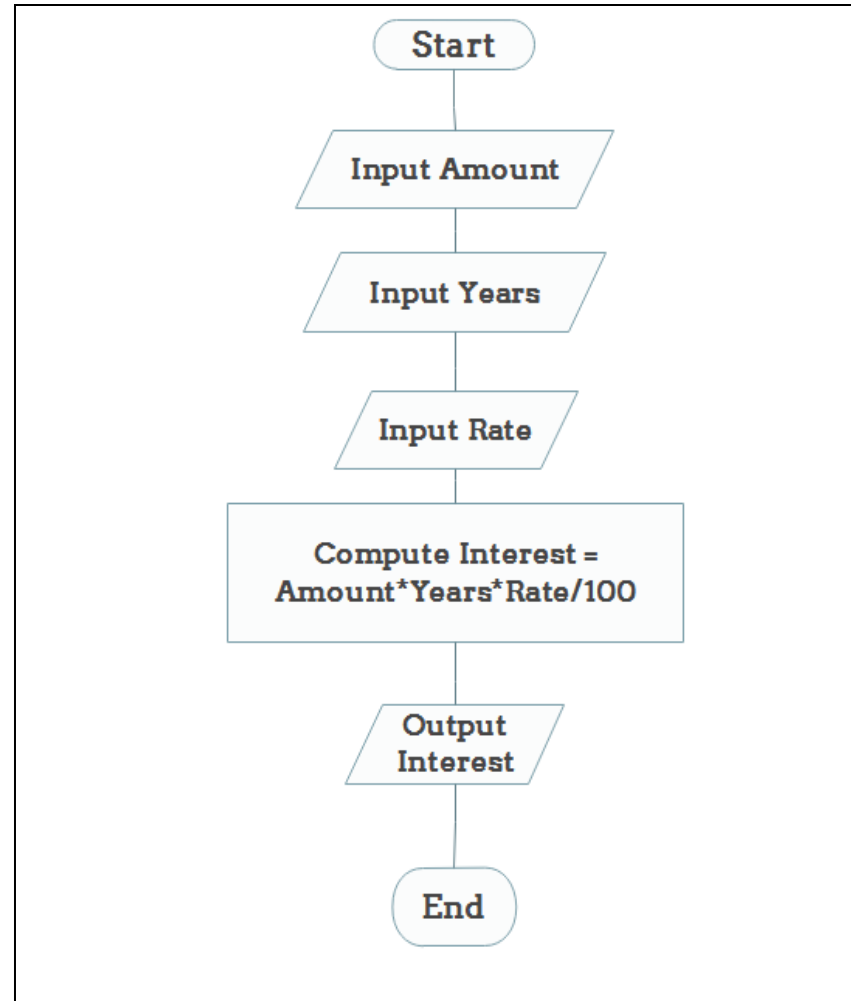 Start
Input Amount
Input Years
Input Rate
Compute Interest =
Amount*Years*Rate/100
Output
Interest
End